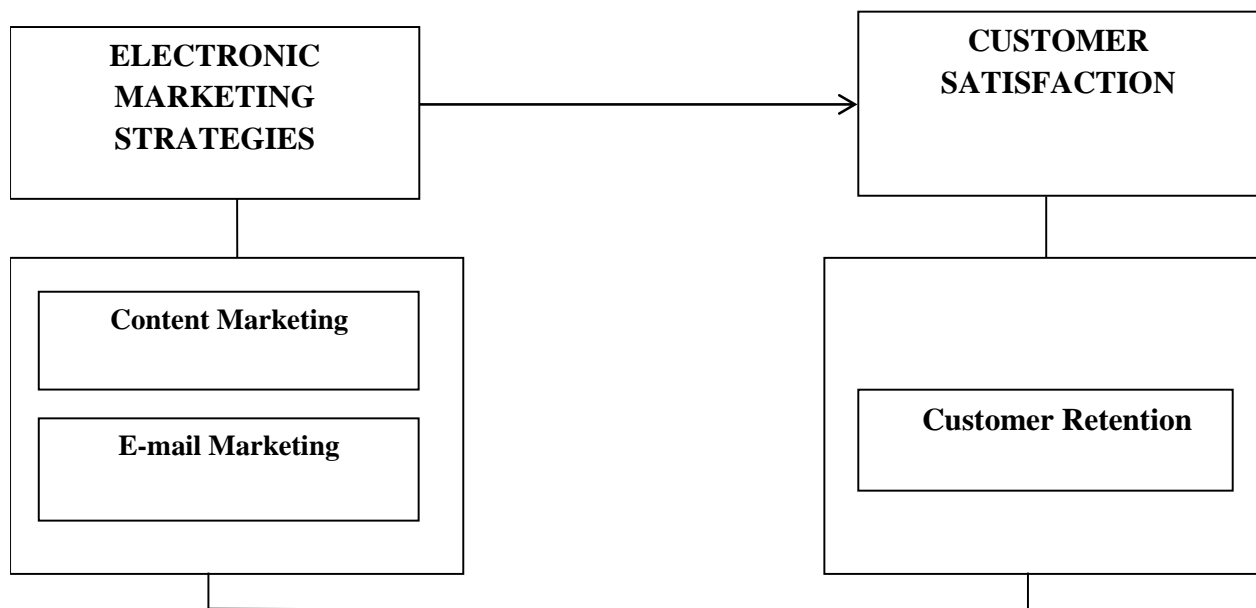 ELECTRONIC
MARKETING
STRATEGIES
CUSTOMER
SATISFACTION
Content Marketing
E-mail Marketing
Customer Retention